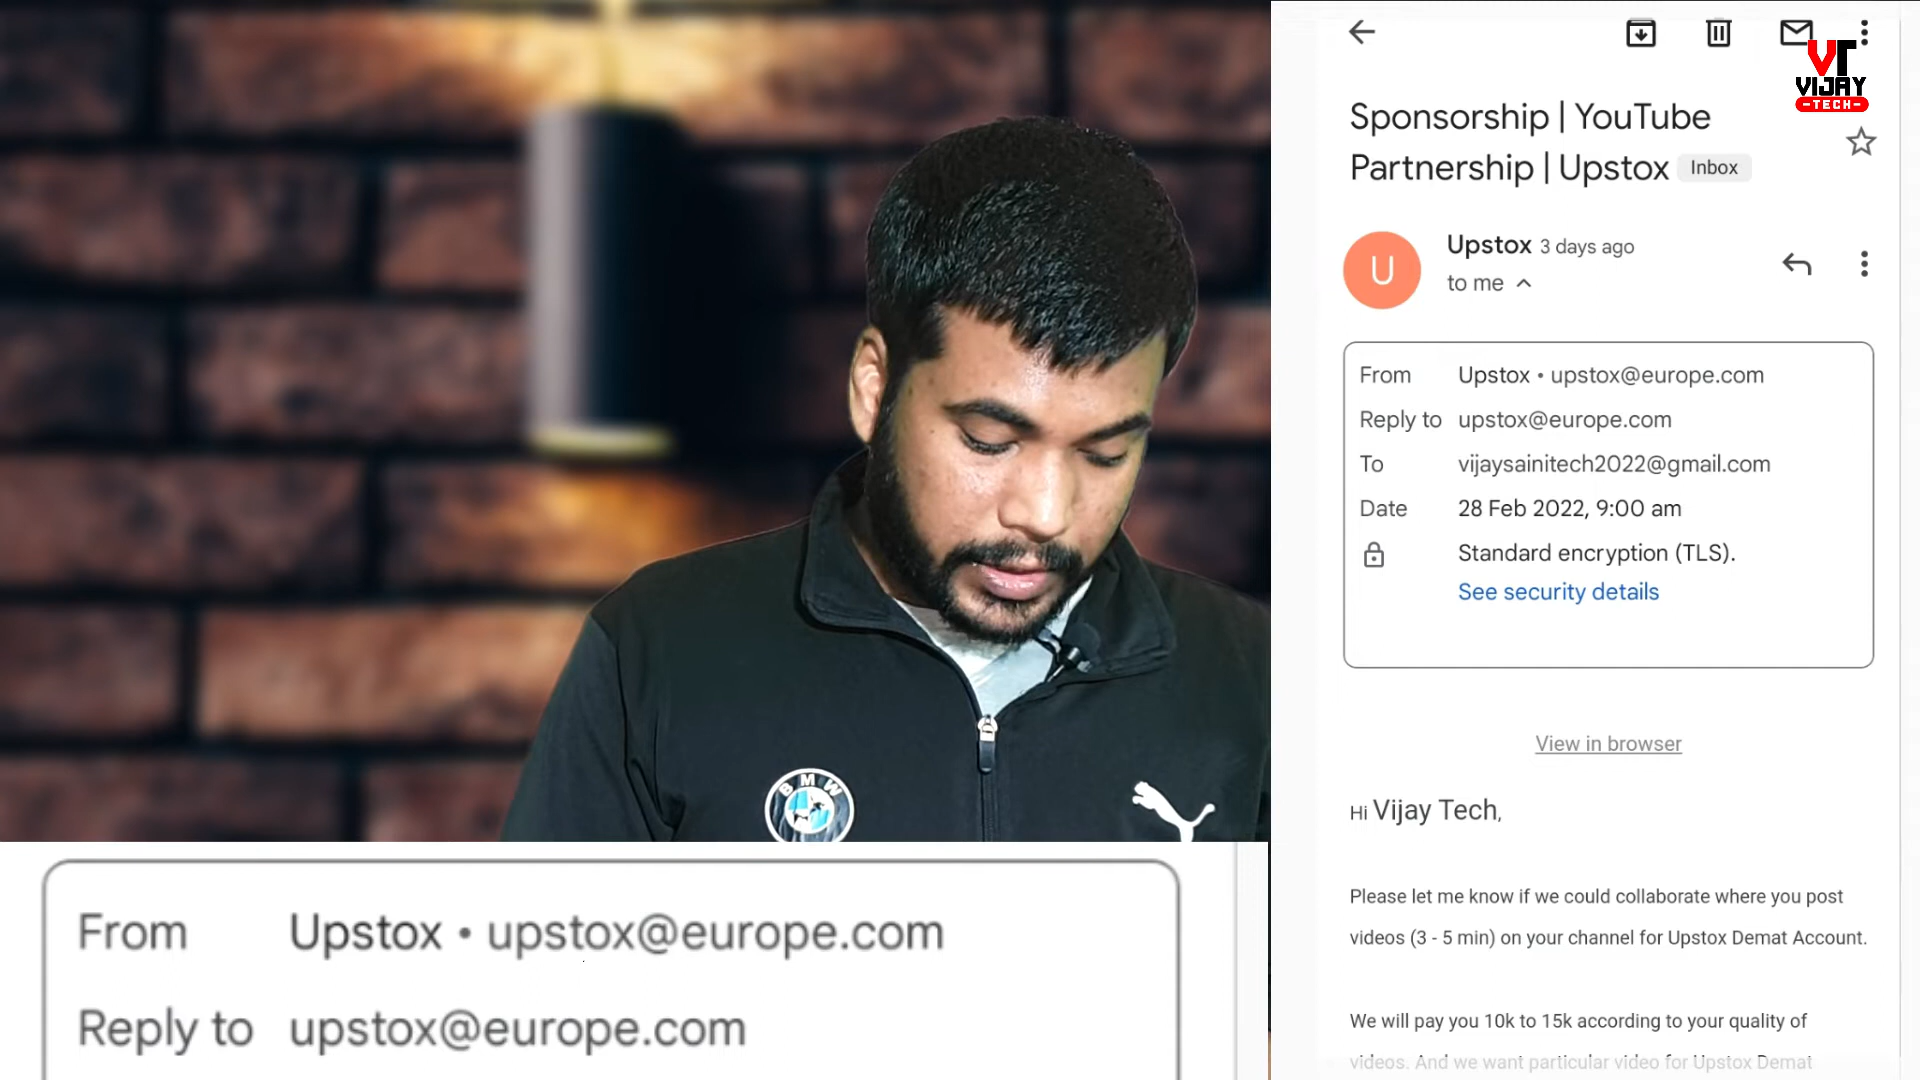 VT
VIJAY
-TECH-
Sponsorship | YouTube
Partnership | Upstox Inbox
U
Upstox 3 days ago
to me
From Upstox • upstox@europe.com
Reply to upstox@europe.com
To vijaysainitech2022@gmail.com
Date 28 Feb 2022, 9:00 am
Standard encryption (TLS).
See security details
View in browser
Hi Vijay Tech,
Please let me know if we could collaborate where you post
videos (3 - 5 min) on your channel for Upstox Demat Account.
We will pay you 10k to 15k according to your quality of
videos. And we want particular video for Upstox Demat
BMW
From Upstox • upstox@europe.com
Reply to upstox@europe.com